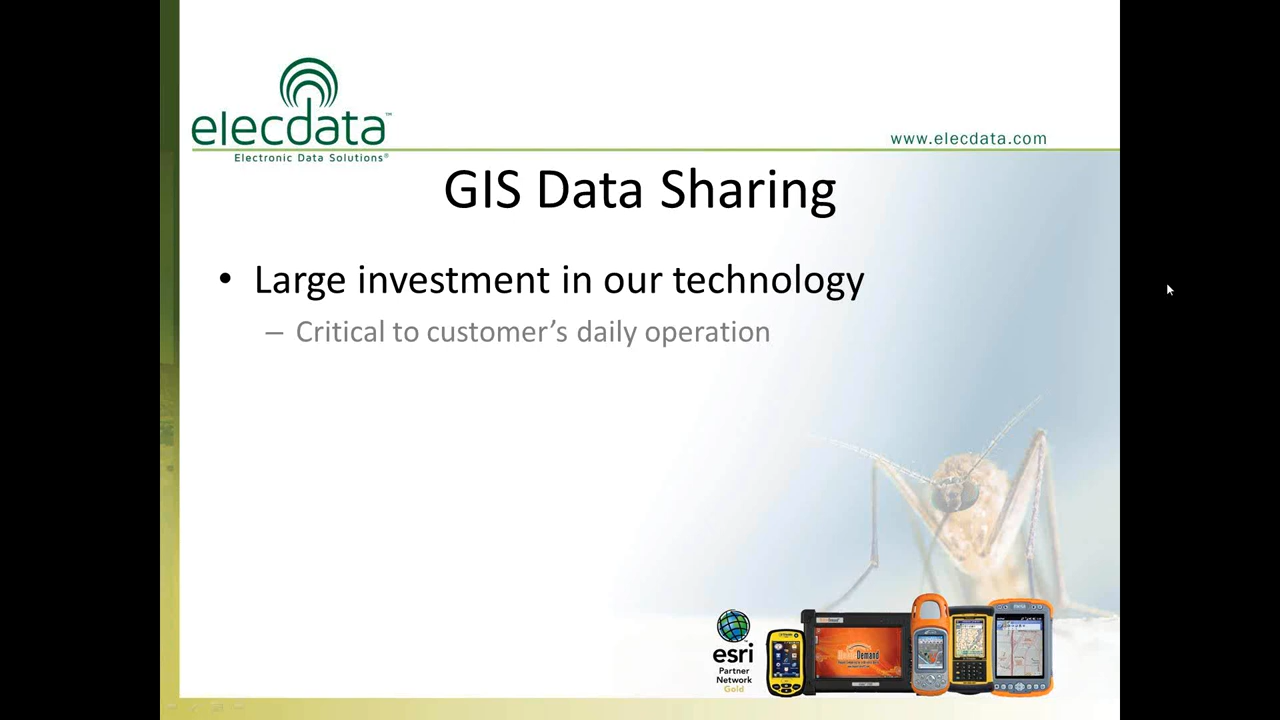 elecdata™
Electronic Data Solutions®
www.elecdata.com
GIS Data Sharing
• Large investment in our technology
– Critical to customer’s daily operation
esri
Partner
Network
Gold